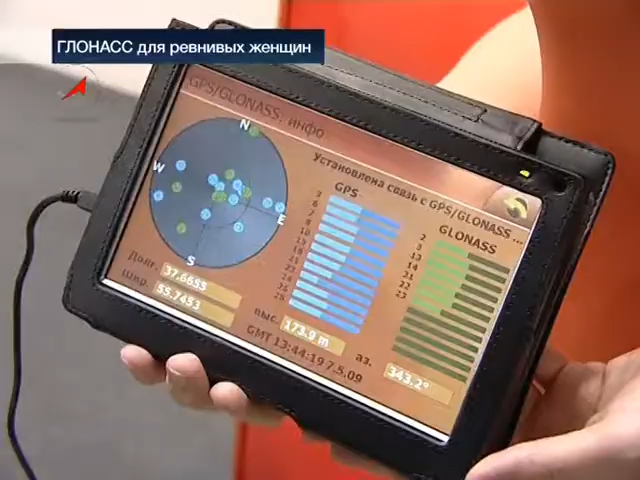 ГЛОНАСС для ревнивых женщин
GPS/GLONASS: инфо
Установлена связь с GPS/GLONASS...
GPS
GLONASS
N
W
E
S
Долг. 37.6655
Шир. 55.7453
выс. 173.9 m
аз. 343.2°
GMT 13:44:19 7.5.09